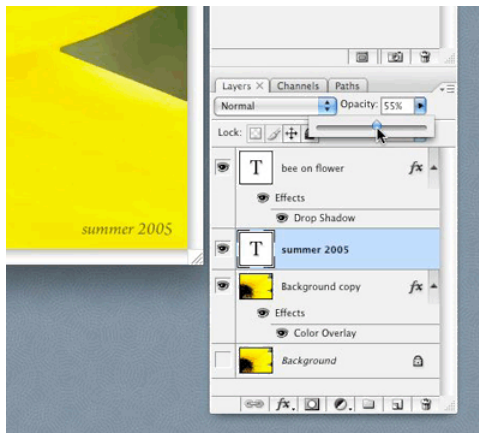 Layers × Channels Paths
Normal Opacity: 55%
Lock:
T bee on flower fx
Effects
Drop Shadow
summer 2005
T summer 2005
Background copy fx
Effects
Color Overlay
Background
fx.